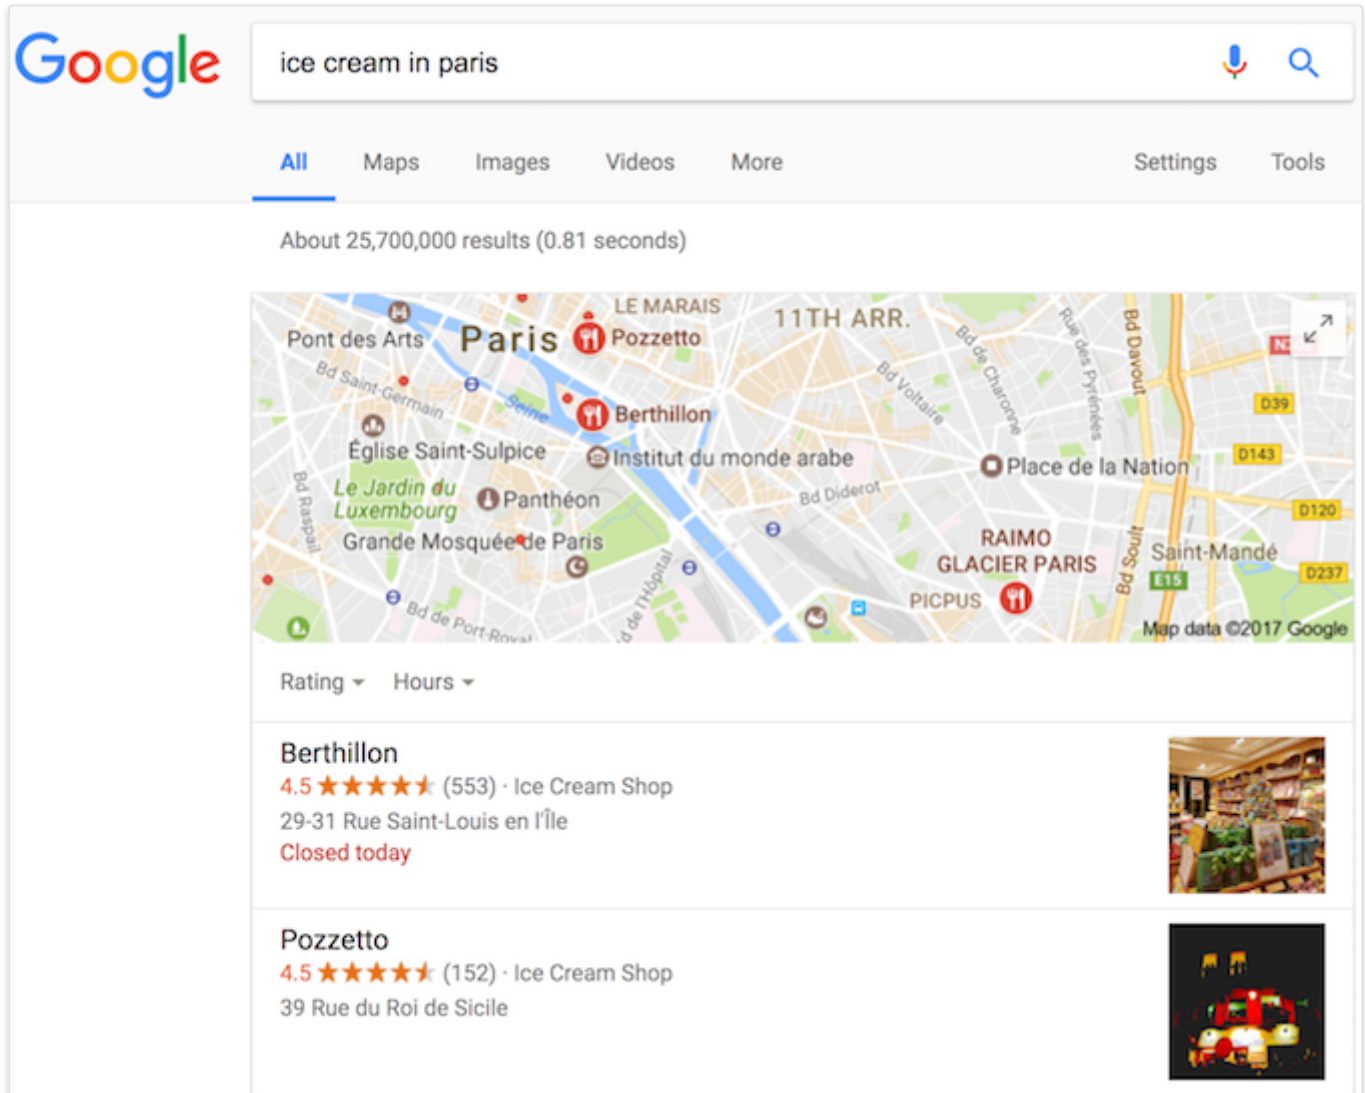 Google
ice cream in paris
All Maps Images Videos More Settings Tools
About 25,700,000 results (0.81 seconds)
LE MARAIS
11TH ARR.
Pont des Arts
Paris
Pozzetto
Bd Saint-Germain
Seine
Berthillon
Bd Voltaire
Bd de Charonne
Rue des Pyrénées
Bd Davout
D39
Église Saint-Sulpice
Institut du monde arabe
Place de la Nation
D143
Bd Raspail
Le Jardin du
Luxembourg
Panthéon
Bd Diderot
D120
Grande Mosquée de Paris
RAIMO
GLACIER PARIS
Bd Soult
Saint-Mandé
E15
D237
PICPUS
Bd de Port-Royal
d de l'Hôpital
Map data ©2017 Google
Rating Hours
Berthillon
4.5 (553) · Ice Cream Shop
29-31 Rue Saint-Louis en l'Île
Closed today
Pozzetto
4.5 (152) · Ice Cream Shop
39 Rue du Roi de Sicile